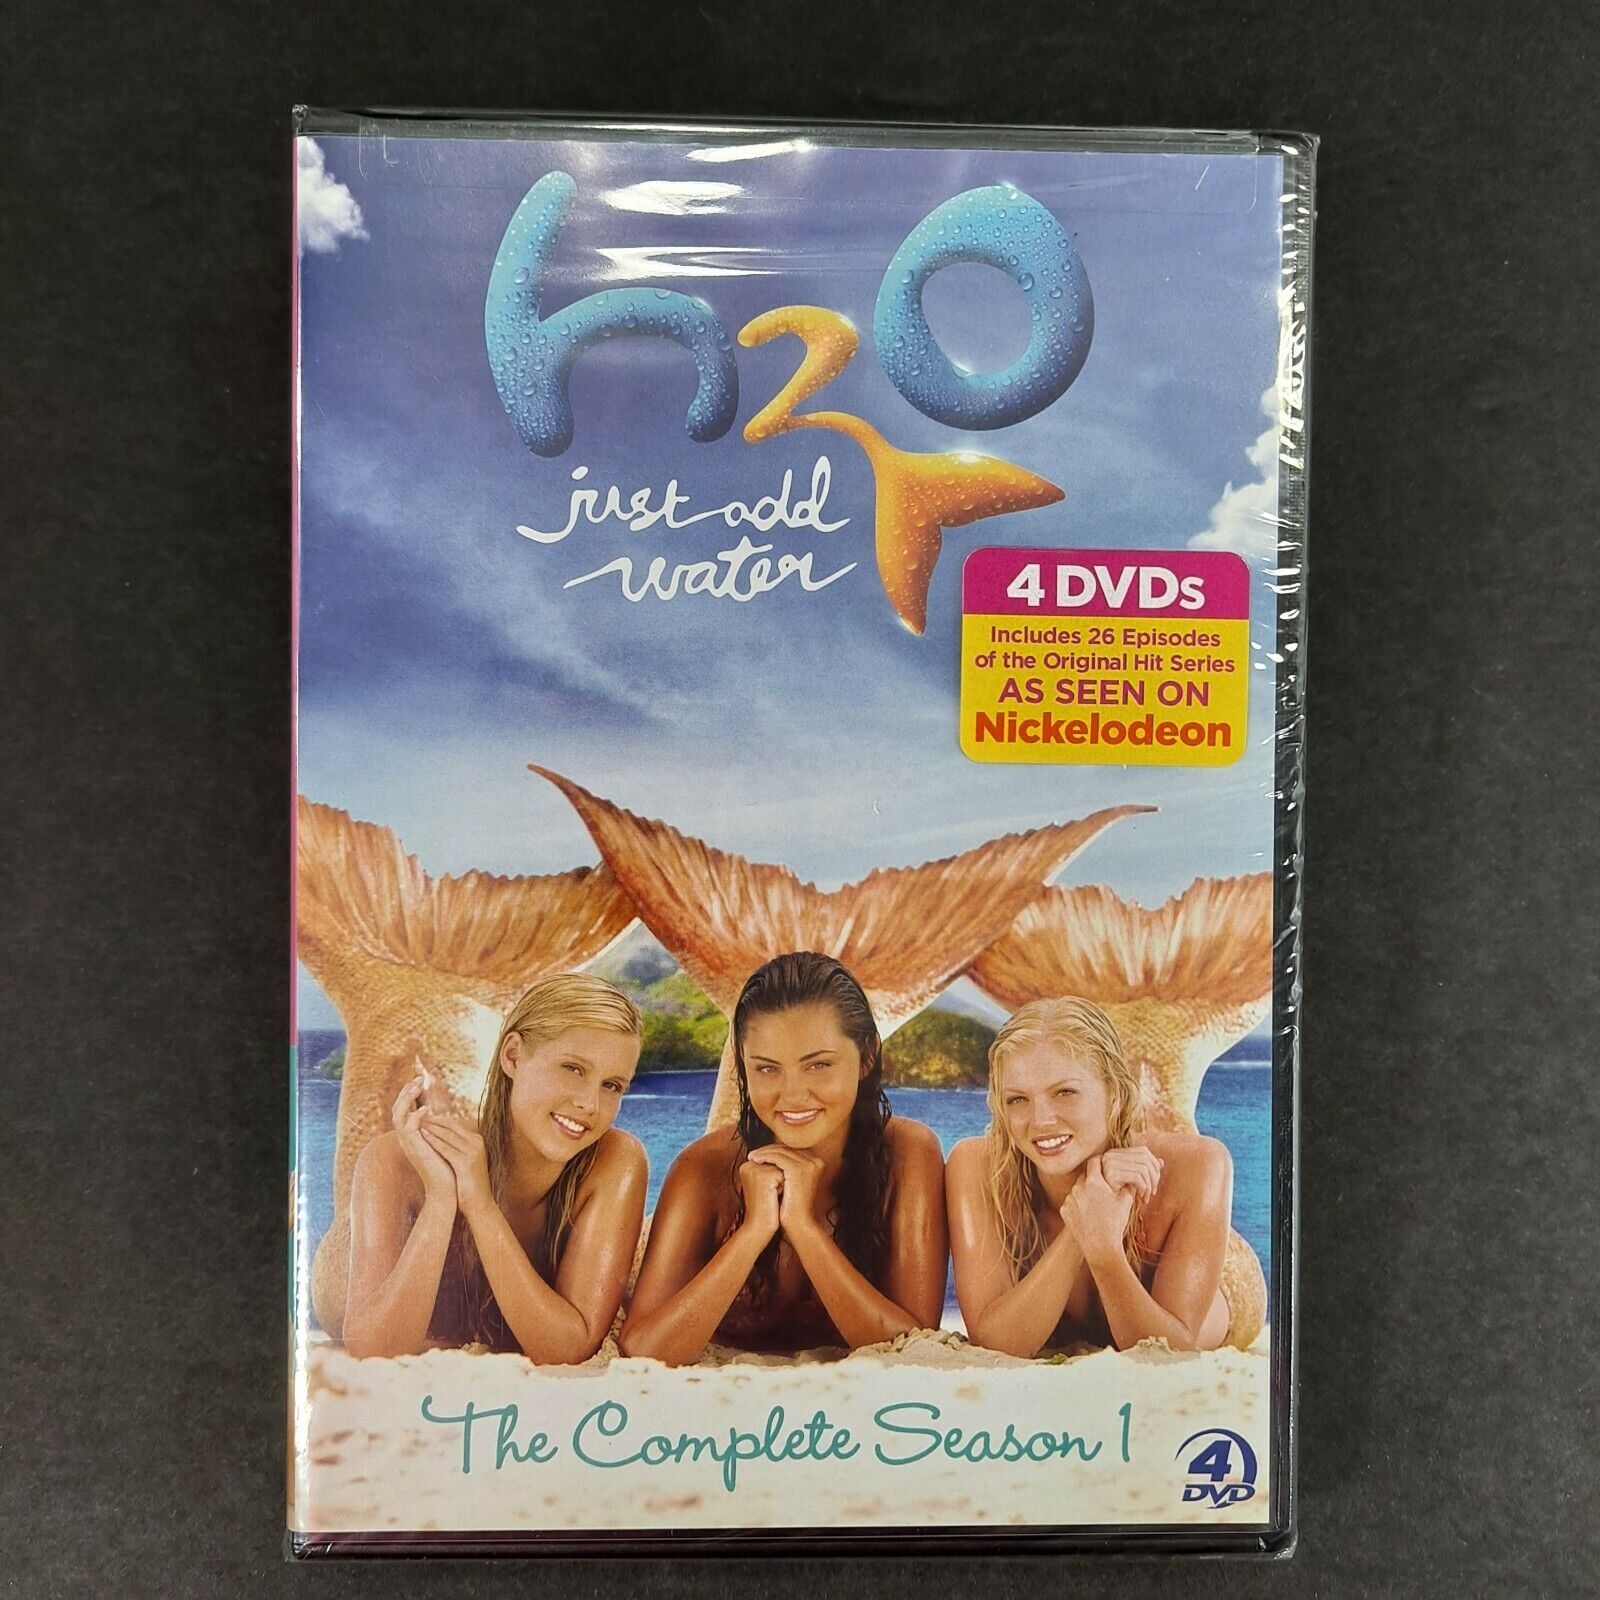 h2O
just add
water
4 DVDs
Includes 26 Episodes
of the Original Hit Series
AS SEEN ON
Nickelodeon
The Complete Season 1
4
DVD